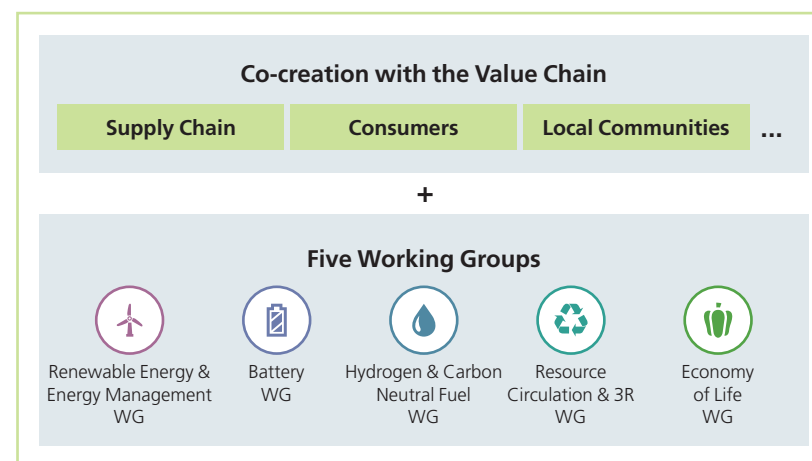 Co-creation with the Value Chain
Supply Chain
Consumers
Local Communities
...
+
Five Working Groups
Renewable Energy &
Energy Management
WG
Battery
WG
Hydrogen & Carbon
Neutral Fuel
WG
Resource
Circulation & 3R
WG
Economy
of Life
WG